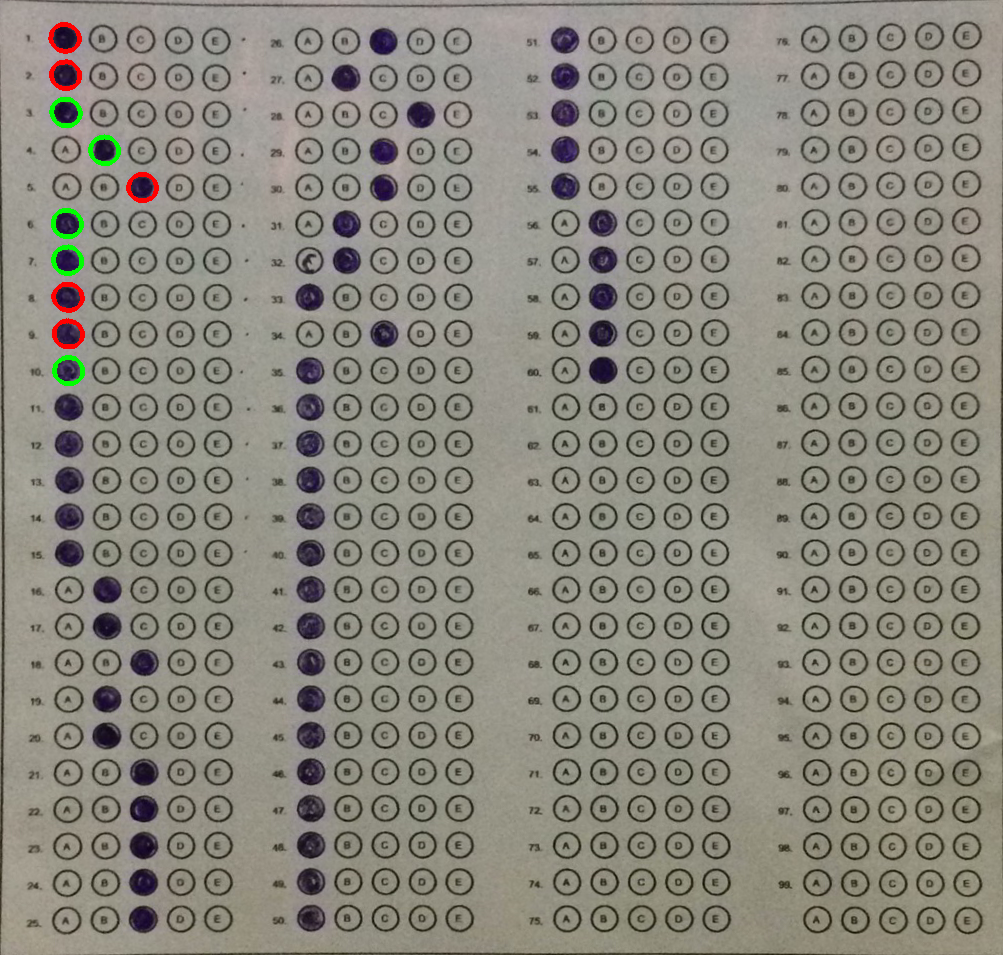 1. B C D E
2. B C D E
3. B C D E
4. A C D E
5. A B D E
6. B C D E
7. B C D E
8. B C D E
9. B C D E
10. B C D E
11. B C D E
12. B C D E
13. B C D E
14. B C D E
15. B C D E
16. A C D E
17. A C D E
18. A B D E
19. A C D E
20. A C D E
21. A B D E
22. A B D E
23. A B D E
24. A B D E
25. A B D E
26. A B D E
27. A C D E
28. A B C E
29. A B D E
30. A B D E
31. A C D E
32. C D E
33. B C D E
34. A B D E
35. B C D E
36. B C D E
37. B C D E
38. B C D E
39. B C D E
40. B C D E
41. B C D E
42. B C D E
43. B C D E
44. B C D E
45. B C D E
46. B C D E
47. B C D E
48. B C D E
49. B C D E
50. B C D E
51. B C D E
52. B C D E
53. B C D E
54. B C D E
55. B C D E
56. A C D E
57. A C D E
58. A C D E
59. A C D E
60. A C D E
61. A B C D E
62. A B C D E
63. A B C D E
64. A B C D E
65. A B C D E
66. A B C D E
67. A B C D E
68. A B C D E
69. A B C D E
70. A B C D E
71. A B C D E
72. A B C D E
73. A B C D E
74. A B C D E
75. A B C D E
76. A B C D E
77. A B C D E
78. A B C D E
79. A B C D E
80. A B C D E
81. A B C D E
82. A B C D E
83. A B C D E
84. A B C D E
85. A B C D E
86. A B C D E
87. A B C D E
88. A B C D E
89. A B C D E
90. A B C D E
91. A B C D E
92. A B C D E
93. A B C D E
94. A B C D E
95. A B C D E
96. A B C D E
97. A B C D E
98. A B C D E
99. A B C D E
A B C D E